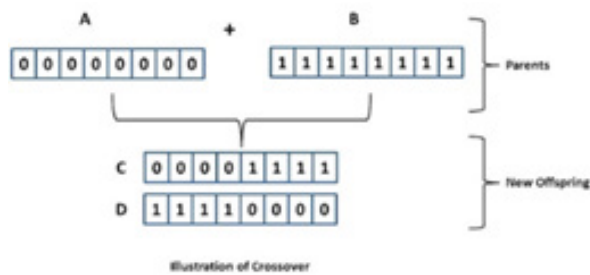 A + B
0 0 0 0 0 0 0 0 1 1 1 1 1 1 1 1 Parents
C 0 0 0 0 1 1 1 1
New Offspring
D 1 1 1 1 0 0 0 0
Illustration of Crossover